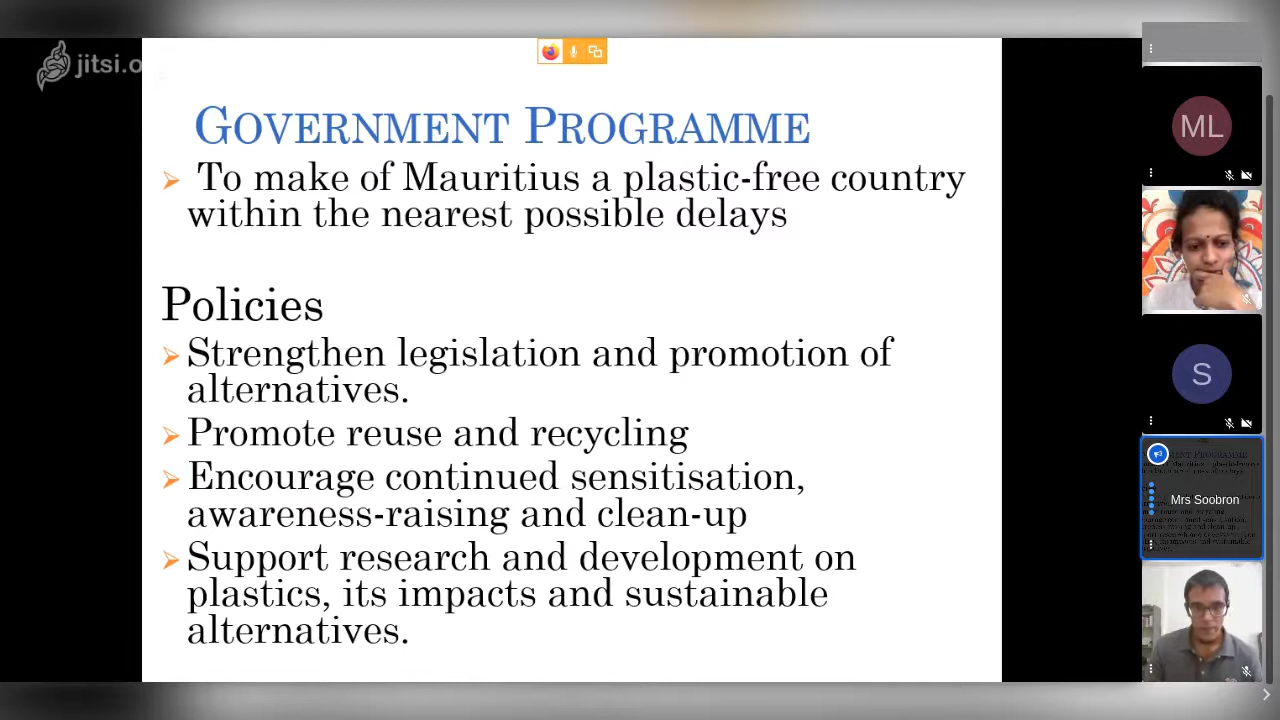 jitsi.o
GOVERNMENT PROGRAMME
To make of Mauritius a plastic-free country
within the nearest possible delays
Policies
Strengthen legislation and promotion of
alternatives.
Promote reuse and recycling
Encourage continued sensitisation,
awareness-raising and clean-up
Support research and development on
plastics, its impacts and sustainable
alternatives.
ML
S
Mrs Soobron